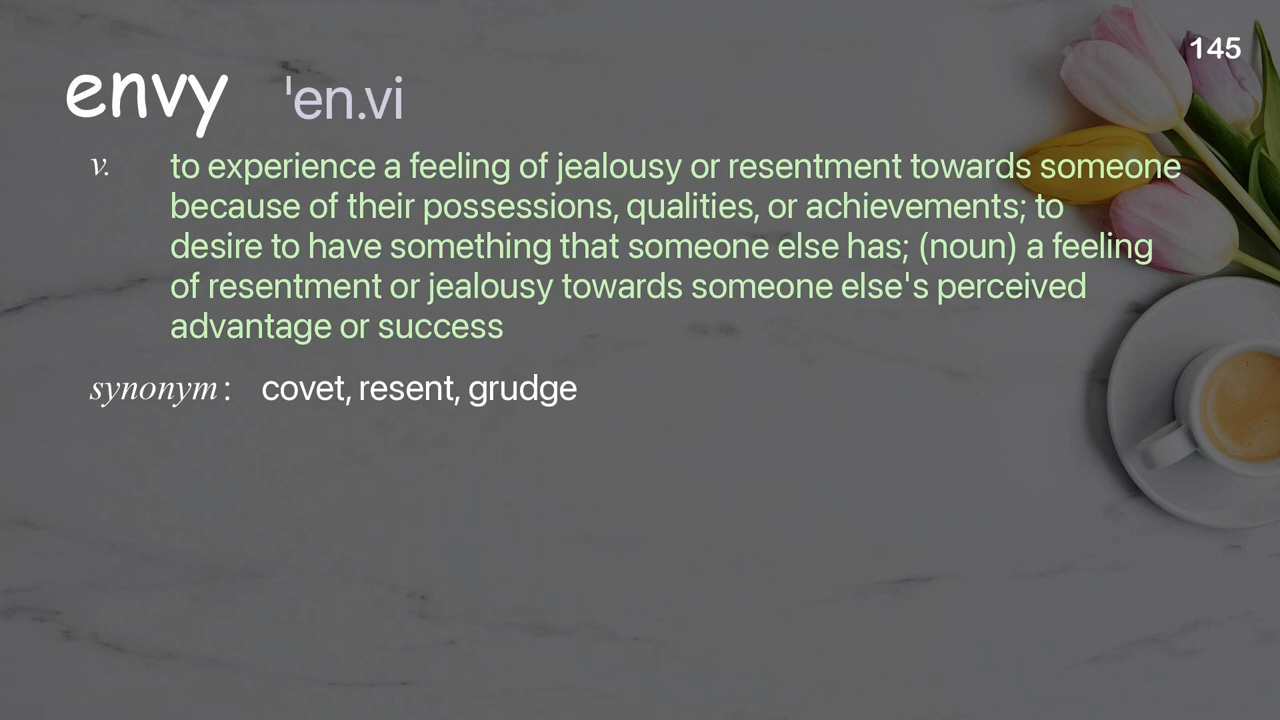 145
envy 'en.vi
v. to experience a feeling of jealousy or resentment towards someone
because of their possessions, qualities, or achievements; to
desire to have something that someone else has; (noun) a feeling
of resentment or jealousy towards someone else's perceived
advantage or success
synonym: covet, resent, grudge